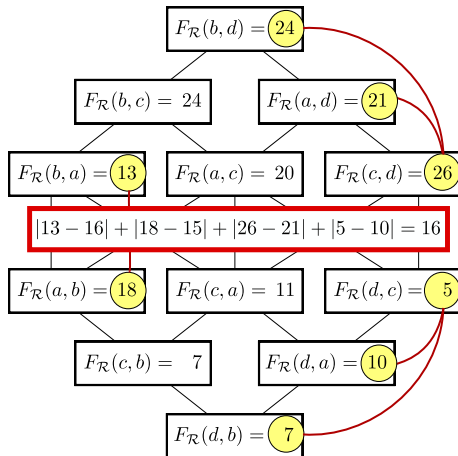 F_R(b, d) = 24
F_R(b, c) = 24 F_R(a, d) = 21
F_R(b, a) = 13 F_R(a, c) = 20 F_R(c, d) = 26
|13 − 16| + |18 − 15| + |26 − 21| + |5 − 10| = 16
F_R(a, b) = 18 F_R(c, a) = 11 F_R(d, c) = 5
F_R(c, b) = 7 F_R(d, a) = 10
F_R(d, b) = 7